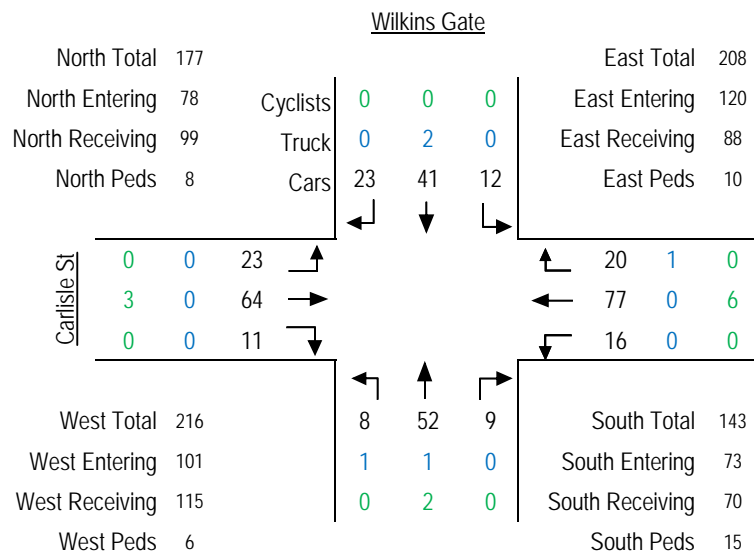 Wilkins Gate
North Total 177
East Total 208
North Entering 78
Cyclists 0 0 0
East Entering 120
North Receiving 99
Truck 0 2 0
East Receiving 88
North Peds 8
Cars 23 41 12
East Peds 10
Carlisle St
0 0 23
20 1 0
3 0 64
77 0 6
0 0 11
16 0 0
West Total 216
8 52 9
South Total 143
West Entering 101
1 1 0
South Entering 73
West Receiving 115
0 2 0
South Receiving 70
West Peds 6
South Peds 15